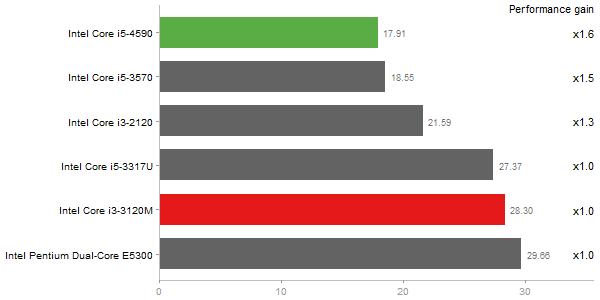 Performance gain
Intel Core i5-4590 17.91 x1.6
Intel Core i5-3570 18.55 x1.5
Intel Core i3-2120 21.59 x1.3
Intel Core i5-3317U 27.37 x1.0
Intel Core i3-3120M 28.30 x1.0
Intel Pentium Dual-Core E5300 29.66 x1.0
0 10 20 30